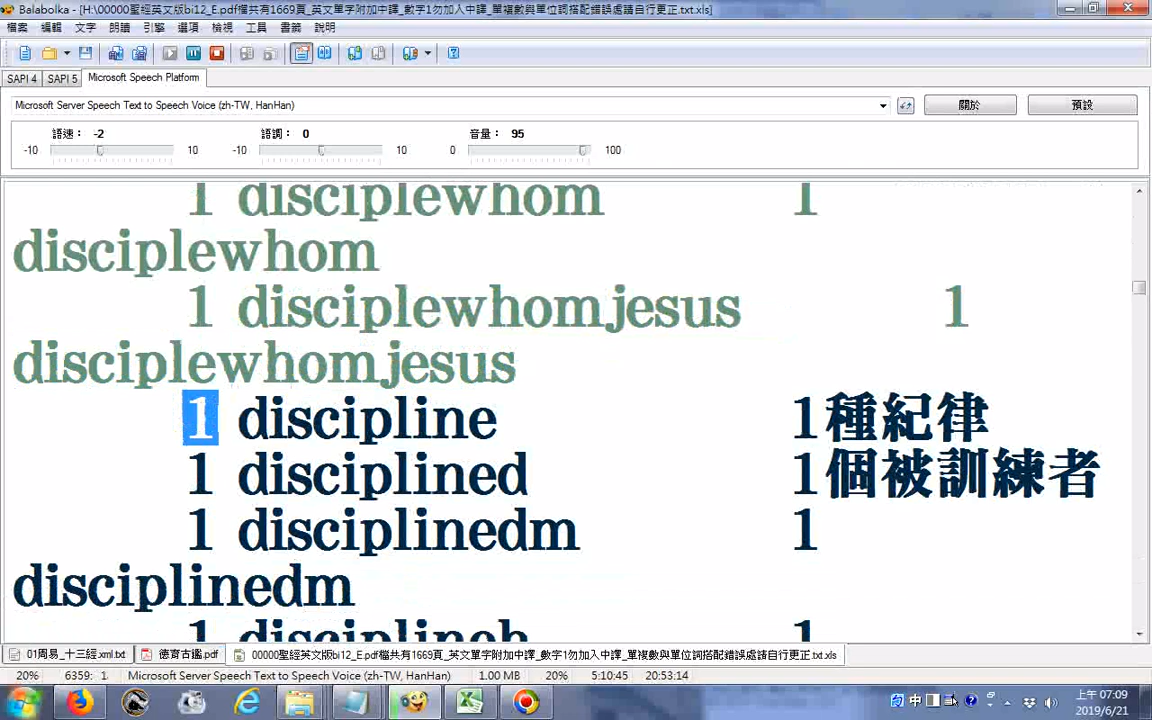 Balabolka - [H:\00000聖經英文版bi12_E.pdf檔共有1669頁_英文單字附加中譯_數字1勿加入中譯_單複數與單位詞搭配錯誤處請自行更正.txt.xls]
檔案 編輯 文字 朗讀 引擎 選項 檢視 工具 書籤 說明
SAPI 4 SAPI 5 Microsoft Speech Platform
Microsoft Server Speech Text to Speech Voice (zh-TW, HanHan) 關於 預設
語速： -2 語調： 0 音量： 95
-10 10 -10 10 0 100
1 disciplewhom 1
disciplewhom
1 disciplewhomjesus 1
disciplewhomjesus
1 discipline 1種紀律
1 disciplined 1個被訓練者
1 disciplinedm 1
disciplinedm
1 disciplineh 1
01周易_十三經.xml.txt 德育古鑑.pdf 00000聖經英文版bi12_E.pdf檔共有1669頁_英文單字附加中譯_數字1勿加入中譯_單複數與單位詞搭配錯誤處請自行更正.txt.xls
20% 6359: 1 Microsoft Server Speech Text to Speech Voice (zh-TW, HanHan) 1.00 MB 20% 5:10:45 20:53:14
中 上午 07:09
2019/6/21